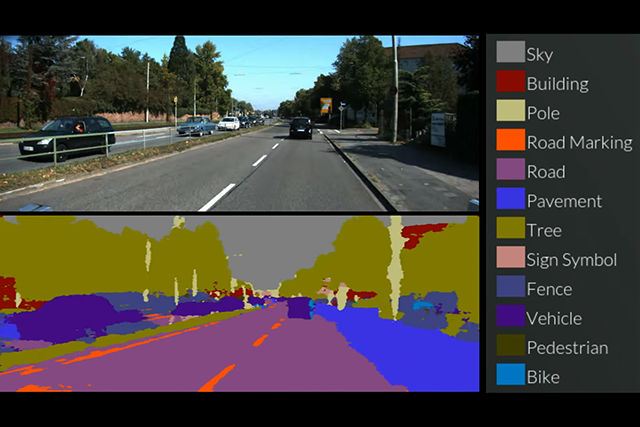 Sky
Building
Pole
Road Marking
Road
Pavement
Tree
Sign Symbol
Fence
Vehicle
Pedestrian
Bike